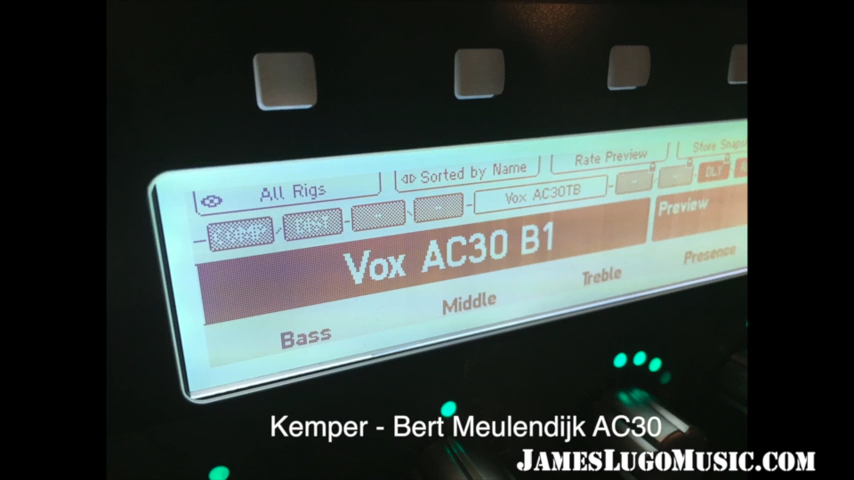 All Rigs
Sorted by Name
Rate Preview
Store Snaps
COMP
DIST
Vox AC30TB
DLY
Vox AC30 B1
Preview
Bass
Middle
Treble
Presence
Kemper - Bert Meulendijk AC30
JamesLugoMusic.com